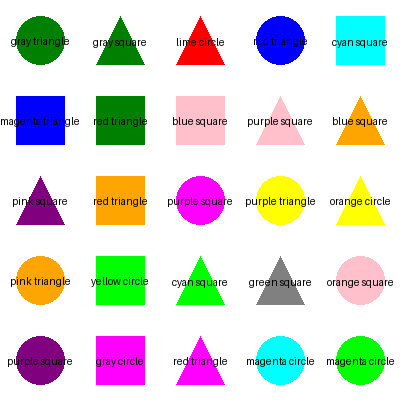 gray triangle
gray square
lime circle
red triangle
cyan square
magenta triangle
red triangle
blue square
purple square
blue square
pink square
red triangle
purple square
purple triangle
orange circle
pink triangle
yellow circle
cyan square
green square
orange square
purple square
gray circle
red triangle
magenta circle
magenta circle